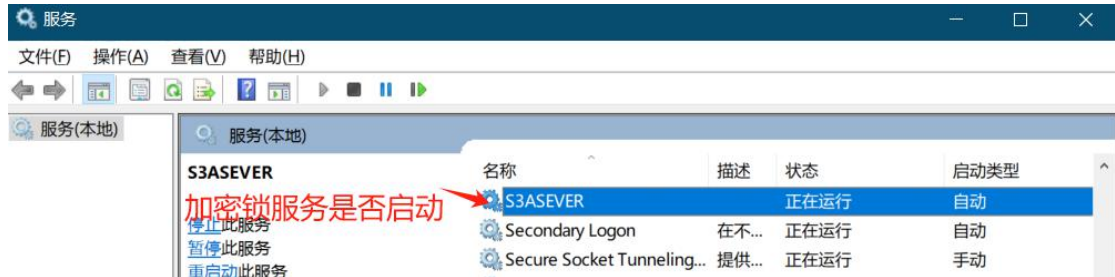 服务
文件(F) 操作(A) 查看(V) 帮助(H)
服务(本地)
服务(本地)
S3ASEVER
加密锁服务是否启动
停止此服务
暂停此服务
重启动此服务
名称 描述 状态 启动类型
S3ASEVER 正在运行 自动
Secondary Logon 在不... 正在运行 自动
Secure Socket Tunneling... 提供... 正在运行 手动